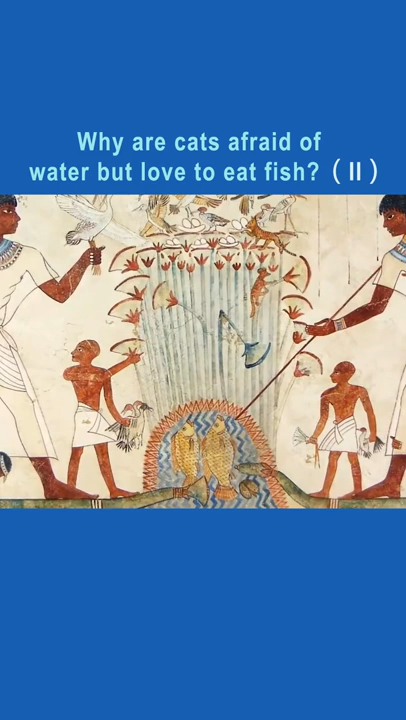 Why are cats afraid of
water but love to eat fish?（Ⅱ）